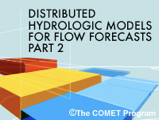 DISTRIBUTED
HYDROLOGIC MODELS
FOR FLOW FORECASTS
PART 2
©The COMET Program